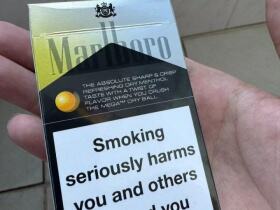 Marlboro
THE ABSOLUTE SHARP & CRISP
REFRESHING DRY MENTHOL
TASTE WITH A TWIST OF
FLAVOR WHEN YOU CRUSH
THE MEGA™ DRY BALL
Smoking
seriously harms
you and others
d you